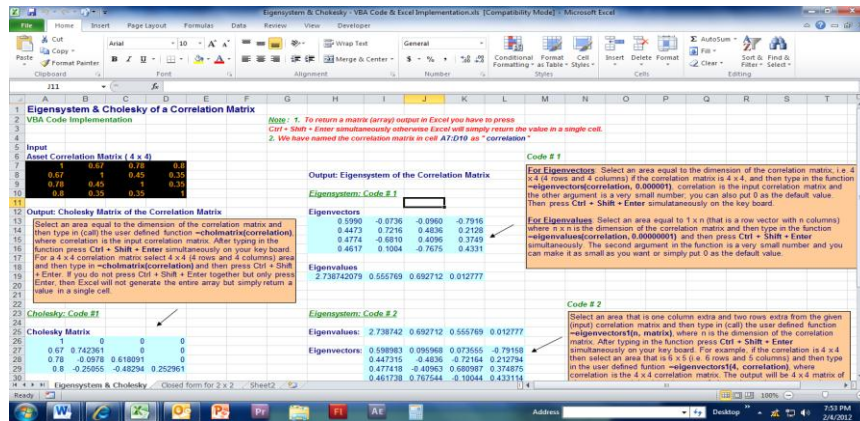 Eigensystem & Chokesky - VBA Code & Excel Implementation.xls [Compatibility Mode] - Microsoft Excel
File Home Insert Page Layout Formulas Data Review View Developer
Cut
Copy
Format Painter
Paste
Clipboard
Arial 10
Font
Wrap Text
Merge & Center
Alignment
General
Number
Conditional Formatting
Format as Table
Cell Styles
Styles
Insert Delete Format
Cells
AutoSum
Fill
Clear
Sort & Filter
Find & Select
Editing
J11 fx
A B C D E F G H I J K L M N O P Q R S T
Eigensystem & Cholesky of a Correlation Matrix
VBA Code Implementation
Note : 1. To return a matrix (array) output in Excel you have to press
Ctrl + Shift + Enter simultaneously otherwise Excel will simply return the value in a single cell.
2. We have named the correlation matrix in cell A7:D10 as " correlation "
Input
Asset Correlation Matrix ( 4 x 4)
1 0.67 0.78 0.8
0.67 1 0.45 0.35
0.78 0.45 1 0.35
0.8 0.35 0.35 1
Code # 1
For Eigenvectors: Select an area equal to the dimension of the correlation matrix, i.e. 4
x 4 (4 rows and 4 columns) if the correlation matrix is 4 x 4, and then type in the function
=eigenvectors(correlation, 0.000001), correlation is the input correlation matrix and
the other argument is a very small number; you can also put 0 as the default value.
Then press Ctrl + Shift + Enter simulatauosly on the key board.
For Eigenvalues: Select an area equal to 1 x n (that is a row vector with n columns)
where n x n is the dimension of the correlation matrix and then type in the function
=eigenvalues(correlation, 0.00000001) and then press Ctrl + Shift + Enter
simultaneously. The second argument in the function is a very small number and you
can make it as small as you want or simply put 0 as the default value.
Output: Eigensystem of the Correlation Matrix
Eigensystem: Code # 1
Eigenvectors
0.5990 -0.0736 -0.0960 -0.7916
0.4473 0.7216 0.4836 0.2128
0.4774 -0.6810 0.4096 0.3749
0.4617 0.1004 -0.7675 0.4331
Eigenvalues
2.738742079 0.555769 0.692712 0.012777
Output: Cholesky Matrix of the Correlation Matrix
Select an area equal to the dimension of the correlation matrix and
then type in (call) the user defined function =cholmatrix(correlation),
where correlation is the input correlation matrix. After typing in the
function press Ctrl + Shift + Enter simultaneously on your key board.
For a 4 x 4 correlation matrix select 4 x 4 (4 rows and 4 columns) area
and then type in =cholmatrix(correlation) and then press Ctrl + Shift
+ Enter. If you do not press Ctrl + Shift + Enter together but only press
Enter, then Excel will not generate the entire array but simply return a
value in a single cell.
Cholesky: Code #1
Cholesky Matrix
1 0 0 0
0.67 0.742361 0 0
0.78 -0.0978 0.618091 0
0.8 -0.25055 -0.48294 0.252961
Eigensystem: Code # 2
Eigenvalues: 2.738742 0.692712 0.555769 0.012777
Eigenvectors: 0.598983 0.095968 0.073555 -0.79158
0.447315 -0.4836 -0.72164 0.212794
0.477418 -0.40963 0.680987 0.374875
0.461738 0.767544 -0.10044 0.433114
Code # 2
Select an area that is one column extra and two rows extra from the given
(input) correlation matrix and then type in (call) the user defined function
=eigenvectors1(n, matrix), where n is the dimension of the correlation
matrix. After typing in the function press Ctrl + Shift + Enter
simultaneously on your key board. For example, if the correlation is 4 x 4
then select an area that is 6 x 5 (i.e. 6 rows and 5 columns) and then type
in the user defined funtion =eigenvectors1(4, correlation), where
correlation is the 4 x 4 correlation matrix. The output will be 4 x 4 matrix of
Eigensystem & Cholesky Closed form for 2 x 2 Sheet2
Ready 100%
Address Desktop
7:53 PM
2/4/2012